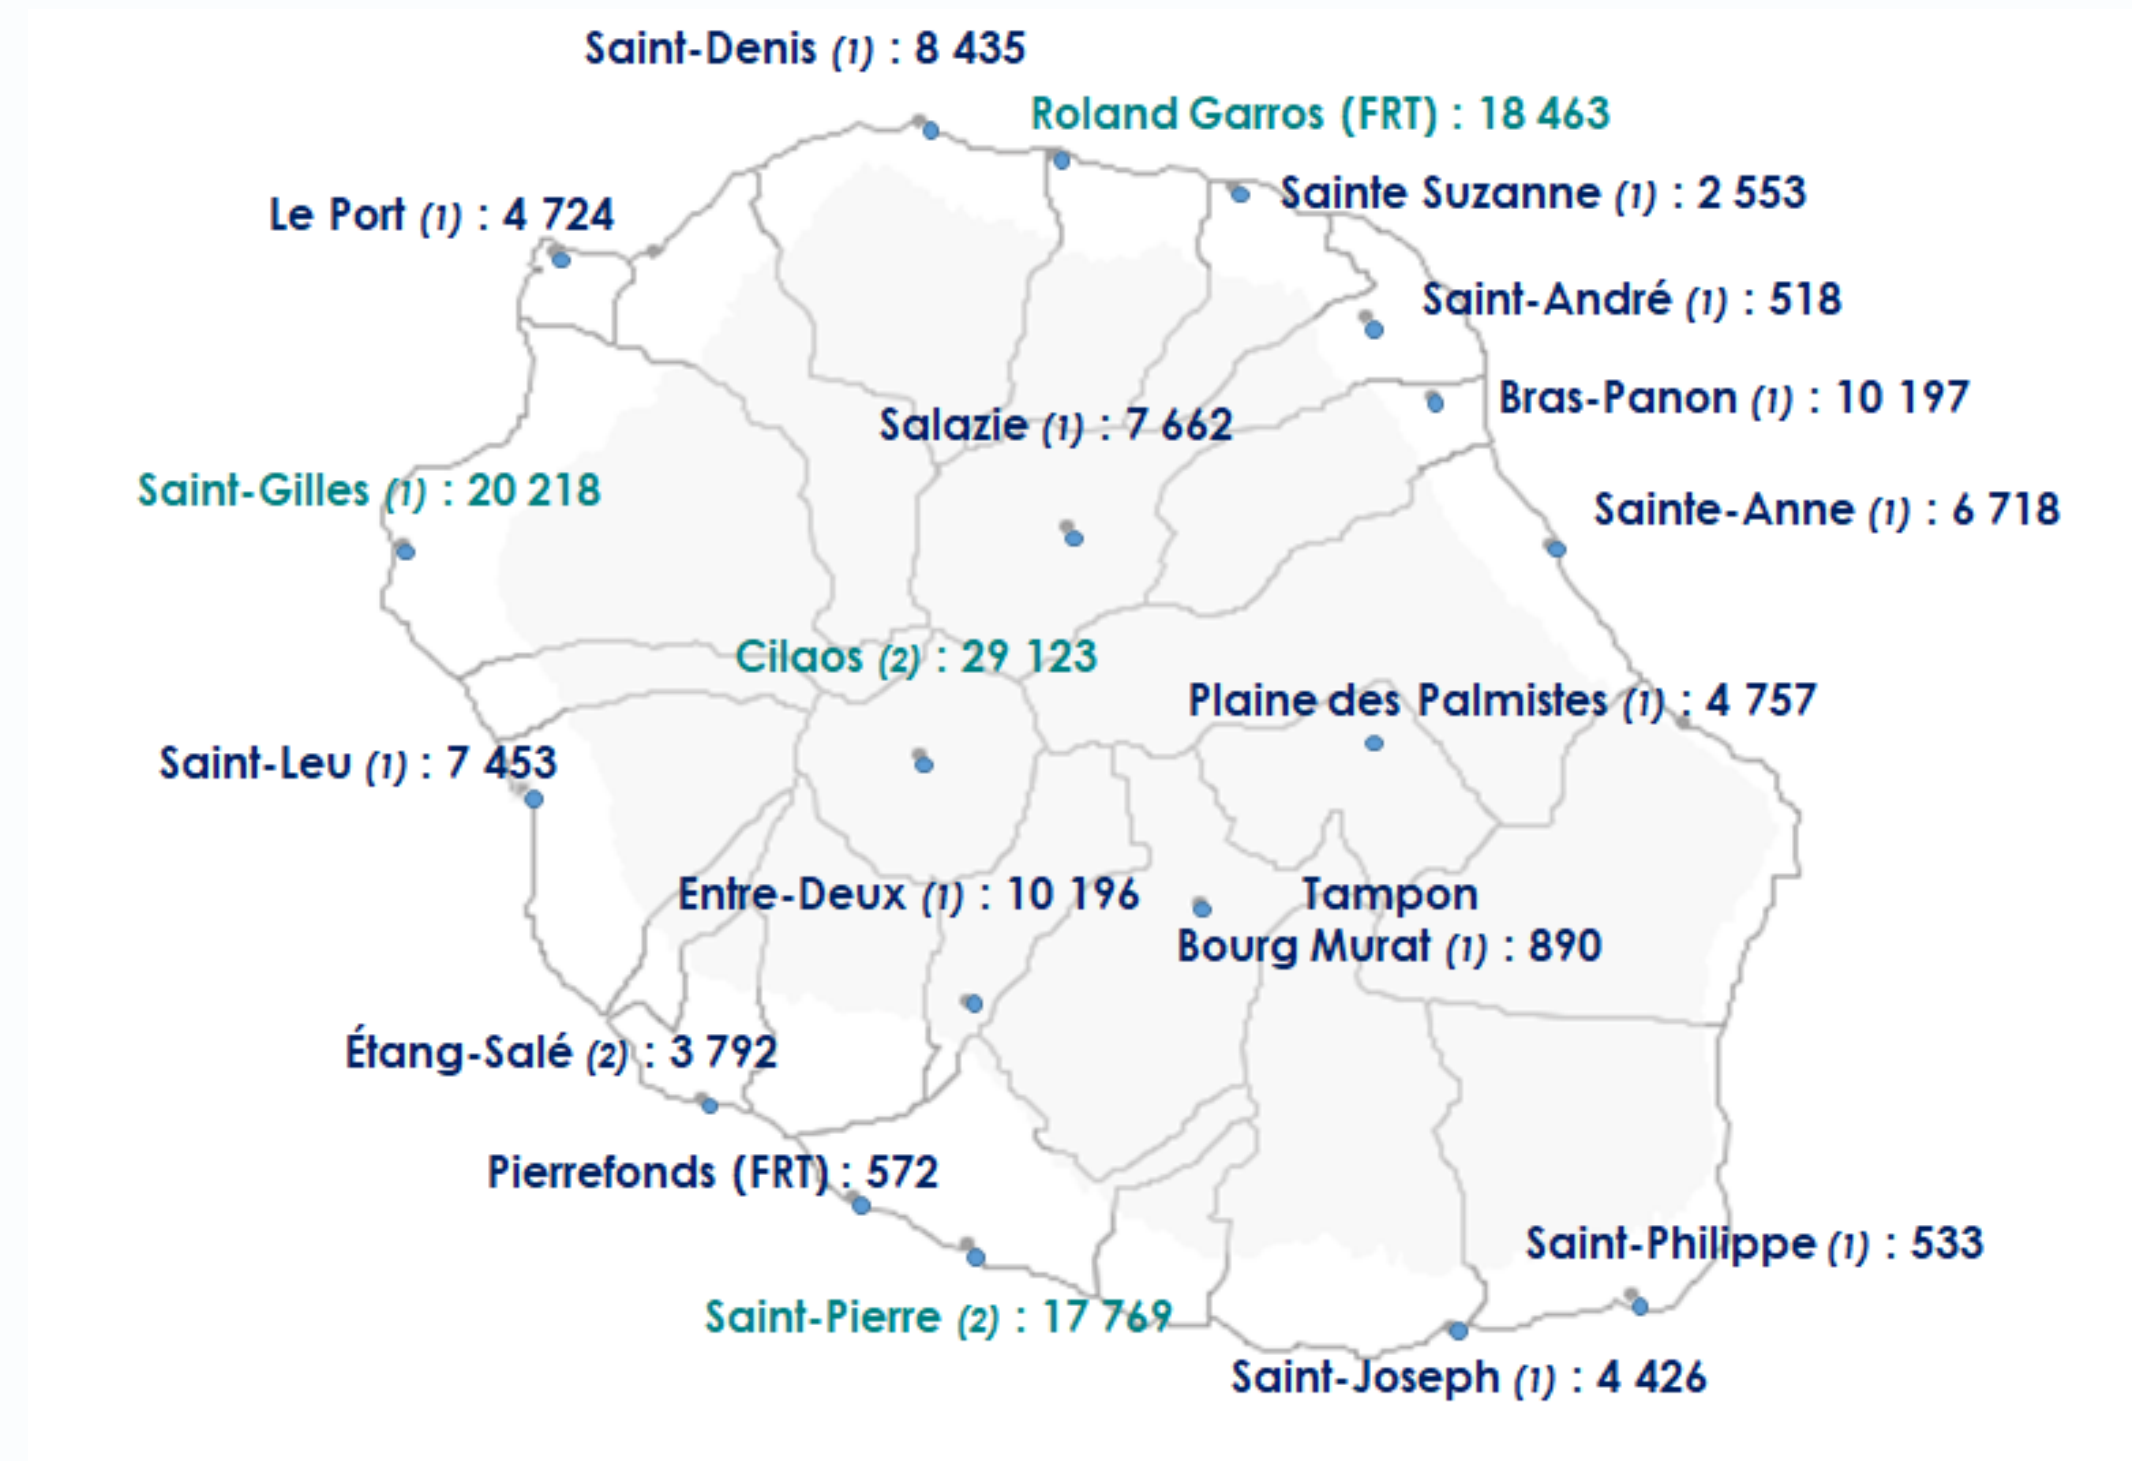 Saint-Denis (1) : 8 435
Roland Garros (FRT) : 18 463
Sainte Suzanne (1) : 2 553
Le Port (1) : 4 724
Saint-André (1) : 518
Bras-Panon (1) : 10 197
Salazie (1) : 7 662
Saint-Gilles (1) : 20 218
Sainte-Anne (1) : 6 718
Cilaos (2) : 29 123
Plaine des Palmistes (1) : 4 757
Saint-Leu (1) : 7 453
Entre-Deux (1) : 10 196
Tampon
Bourg Murat (1) : 890
Étang-Salé (2) : 3 792
Pierrefonds (FRT) : 572
Saint-Philippe (1) : 533
Saint-Pierre (2) : 17 769
Saint-Joseph (1) : 4 426